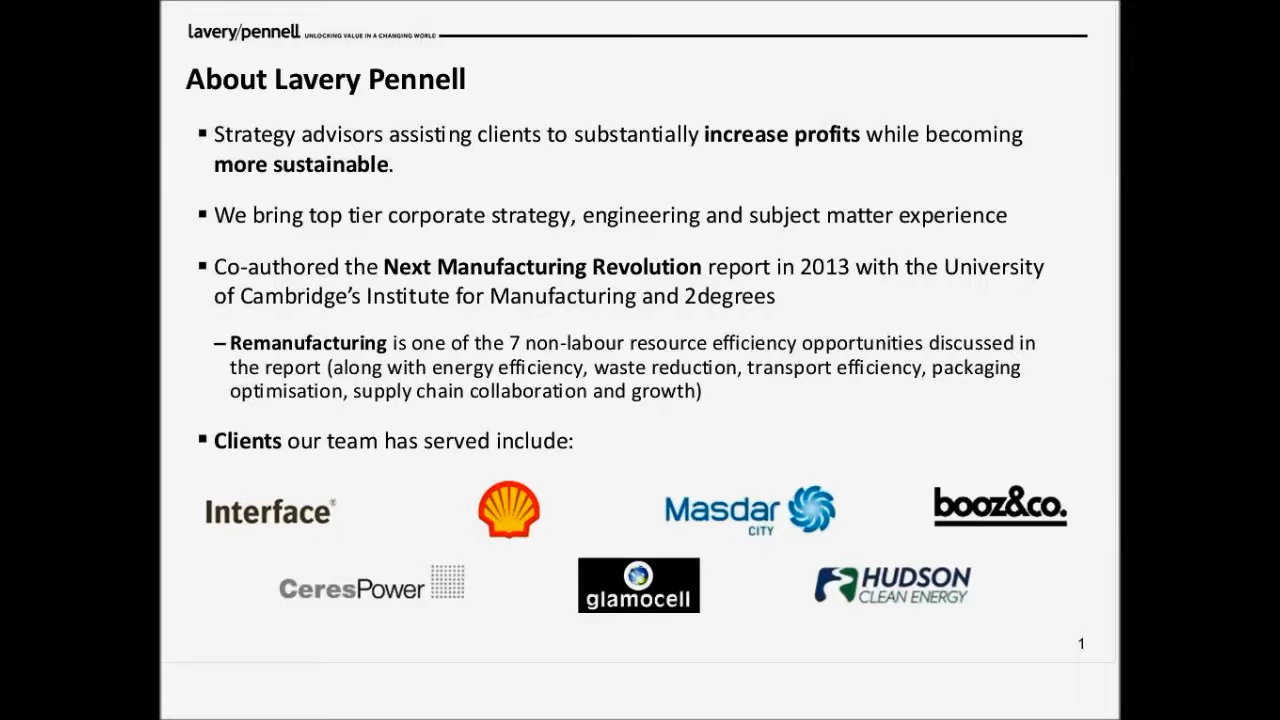 lavery/pennell UNLOCKING VALUE IN A CHANGING WORLD
About Lavery Pennell
▪ Strategy advisors assisting clients to substantially increase profits while becoming
more sustainable.
▪ We bring top tier corporate strategy, engineering and subject matter experience
▪ Co-authored the Next Manufacturing Revolution report in 2013 with the University
of Cambridge’s Institute for Manufacturing and 2degrees
– Remanufacturing is one of the 7 non-labour resource efficiency opportunities discussed in
the report (along with energy efficiency, waste reduction, transport efficiency, packaging
optimisation, supply chain collaboration and growth)
▪ Clients our team has served include:
Interface®
Masdar
CITY
booz&co.
CeresPower
glamocell
HUDSON
CLEAN ENERGY
1